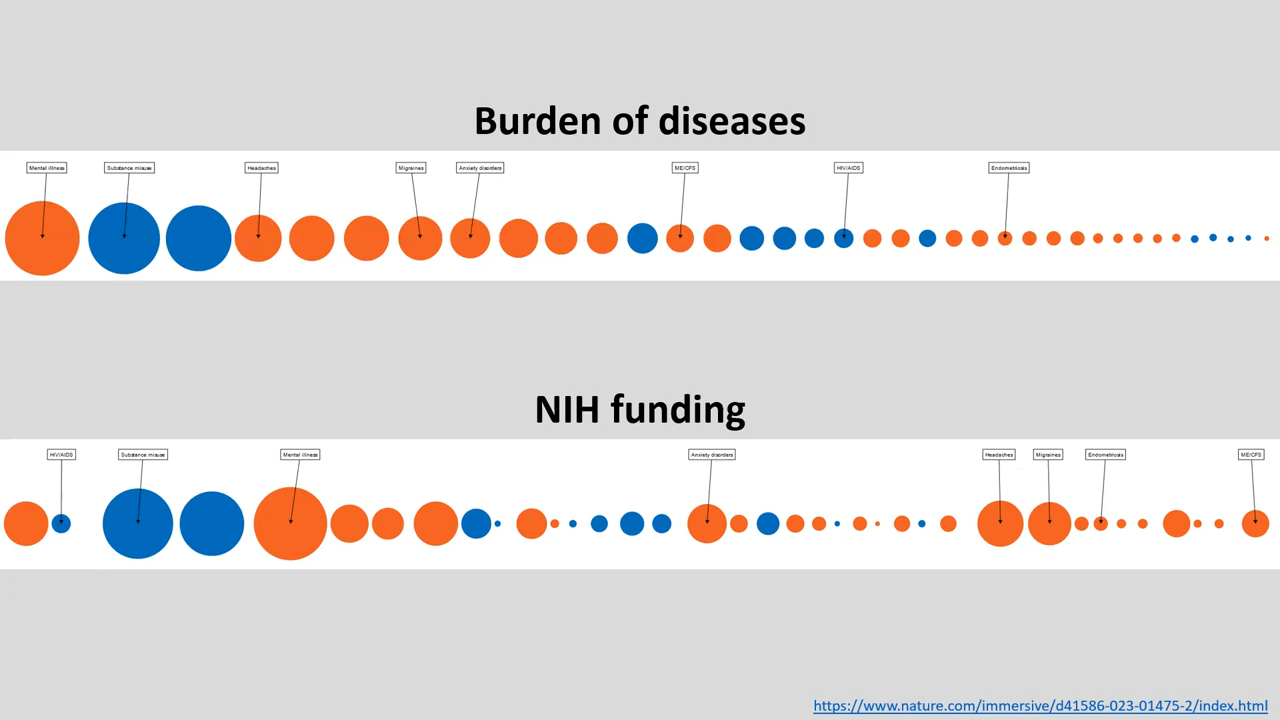 Burden of diseases
Mental illness
Substance misuse
Headaches
Migraines
Anxiety disorders
ME/CFS
HIV/AIDS
Endometriosis
NIH funding
HIV/AIDS
Substance misuse
Mental illness
Anxiety disorders
Headaches
Migraines
Endometriosis
ME/CFS
https://www.nature.com/immersive/d41586-023-01475-2/index.html